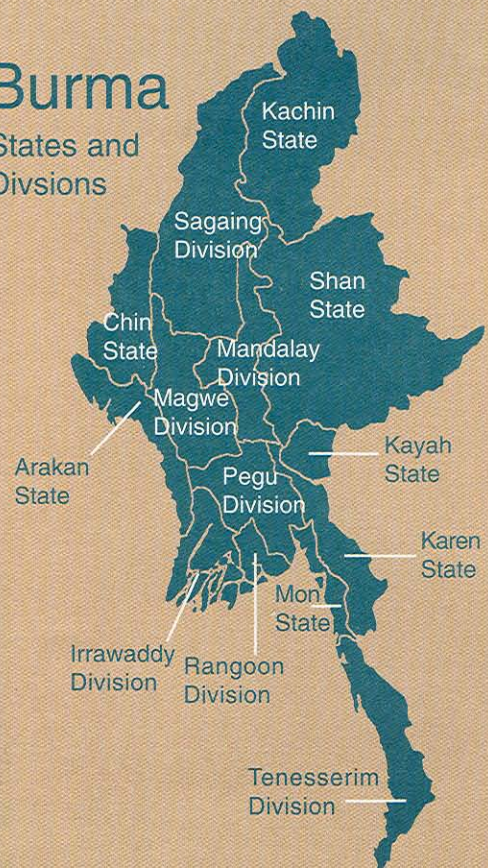 Burma
States and
Divsions
Kachin
State
Sagaing
Division
Shan
State
Chin
State
Mandalay
Division
Magwe
Division
Arakan
State
Kayah
State
Pegu
Division
Karen
State
Mon
State
Irrawaddy
Division
Rangoon
Division
Tenesserim
Division